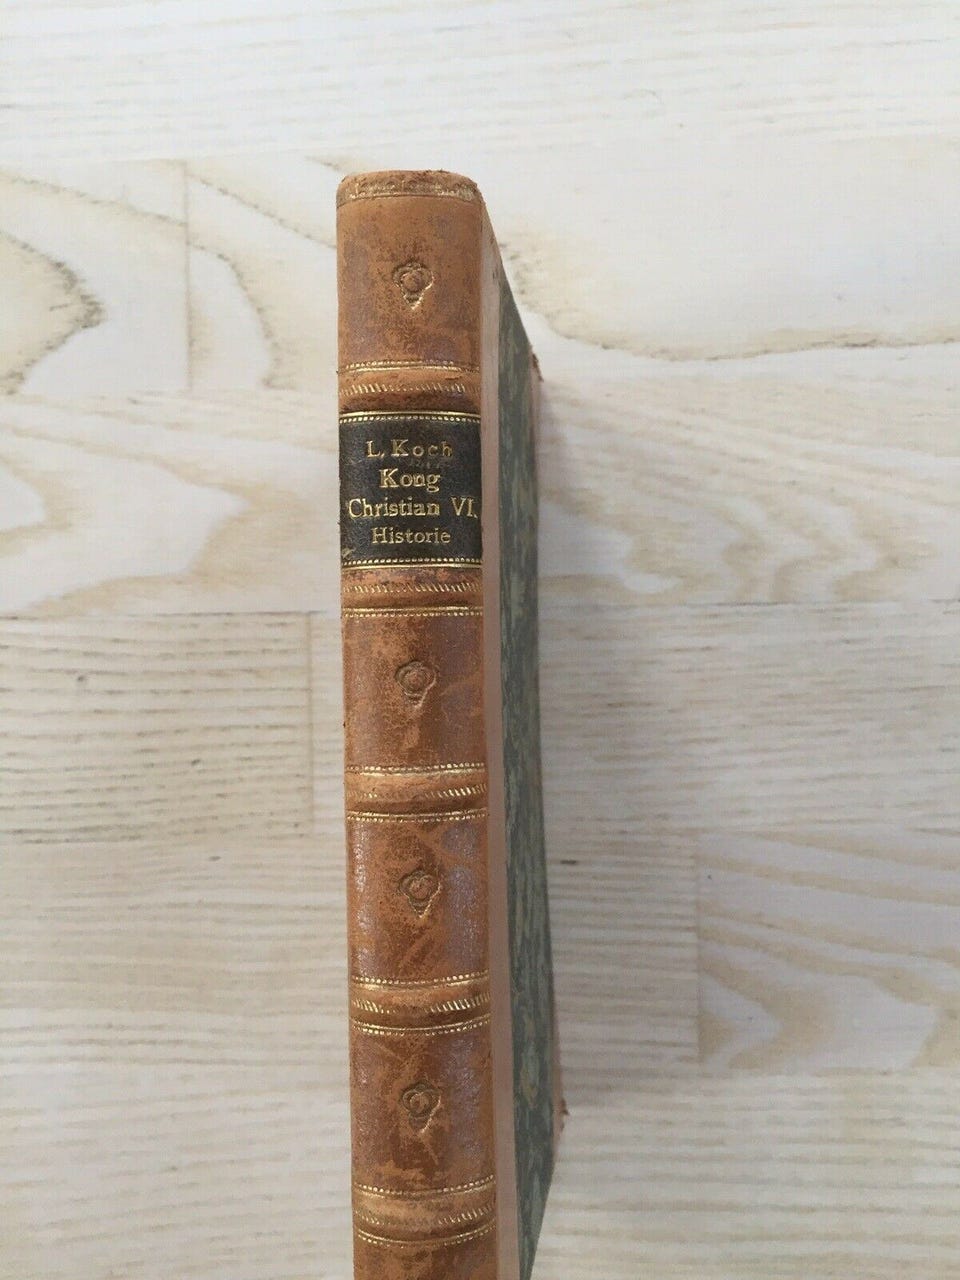 L. Koch
Kong
Christian VI.
Historie